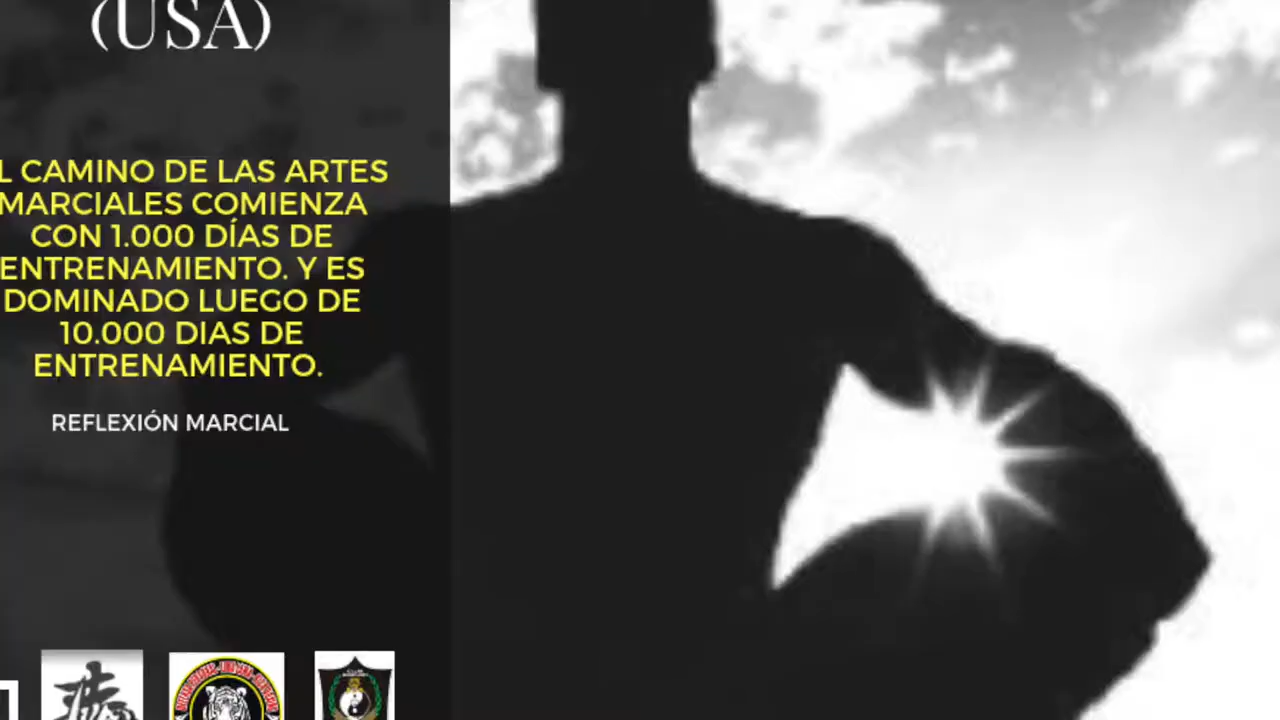 (USA)
L CAMINO DE LAS ARTES
MARCIALES COMIENZA
CON 1.000 DÍAS DE
ENTRENAMIENTO. Y ES
DOMINADO LUEGO DE
10.000 DIAS DE
ENTRENAMIENTO.
REFLEXIÓN MARCIAL